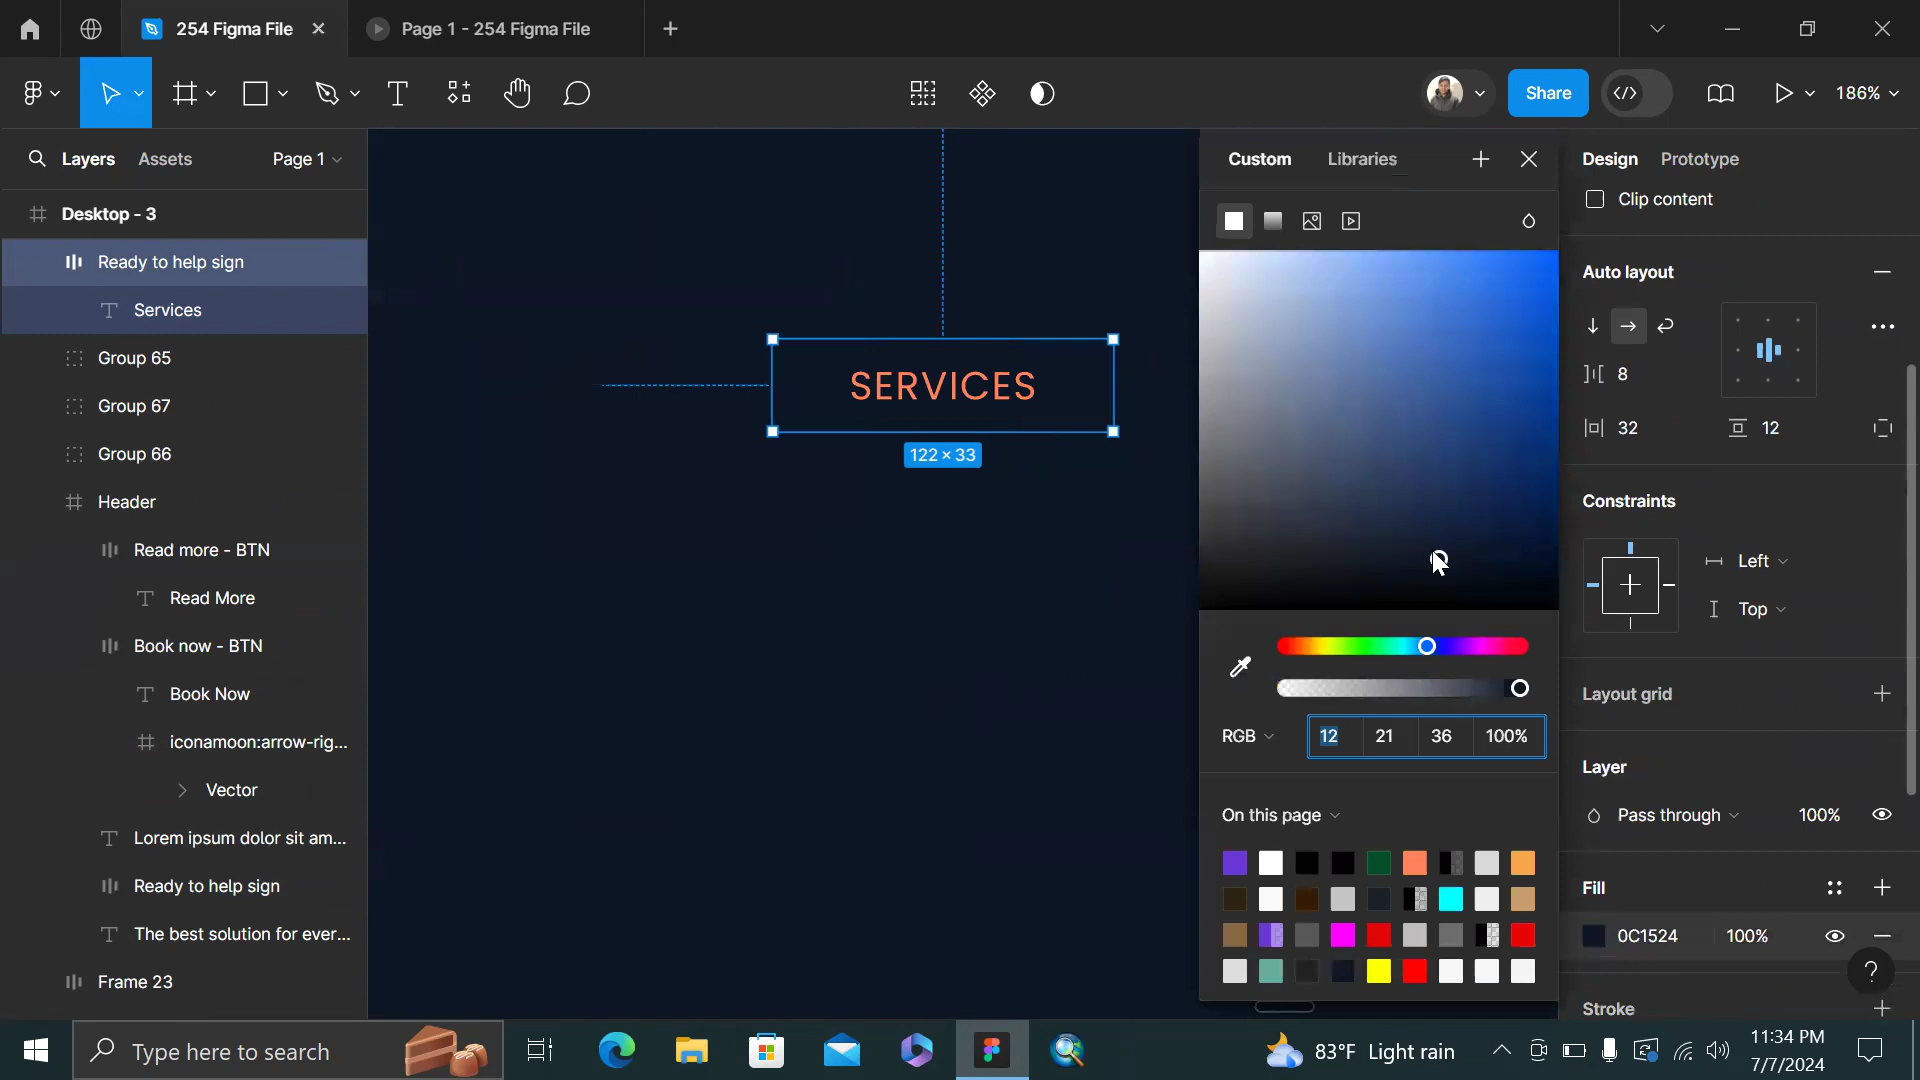 254 Figma File
Page 1 - 254 Figma File
Share
186%
Layers
Assets
Page 1
Desktop - 3
Ready to help sign
Services
Group 65
Group 67
Group 66
Header
Read more - BTN
Read More
Book now - BTN
Book Now
iconamoon:arrow-rig...
Vector
Lorem ipsum dolor sit am...
Ready to help sign
The best solution for ever...
Frame 23
SERVICES
122 × 33
Custom
Libraries
RGB
12
21
36
100%
On this page
Design
Prototype
Clip content
Auto layout
8
32
12
Constraints
Left
Top
Layout grid
Layer
Pass through
100%
Fill
0C1524
100%
?
Stroke
Type here to search
83°F Light rain
11:34 PM
7/7/2024